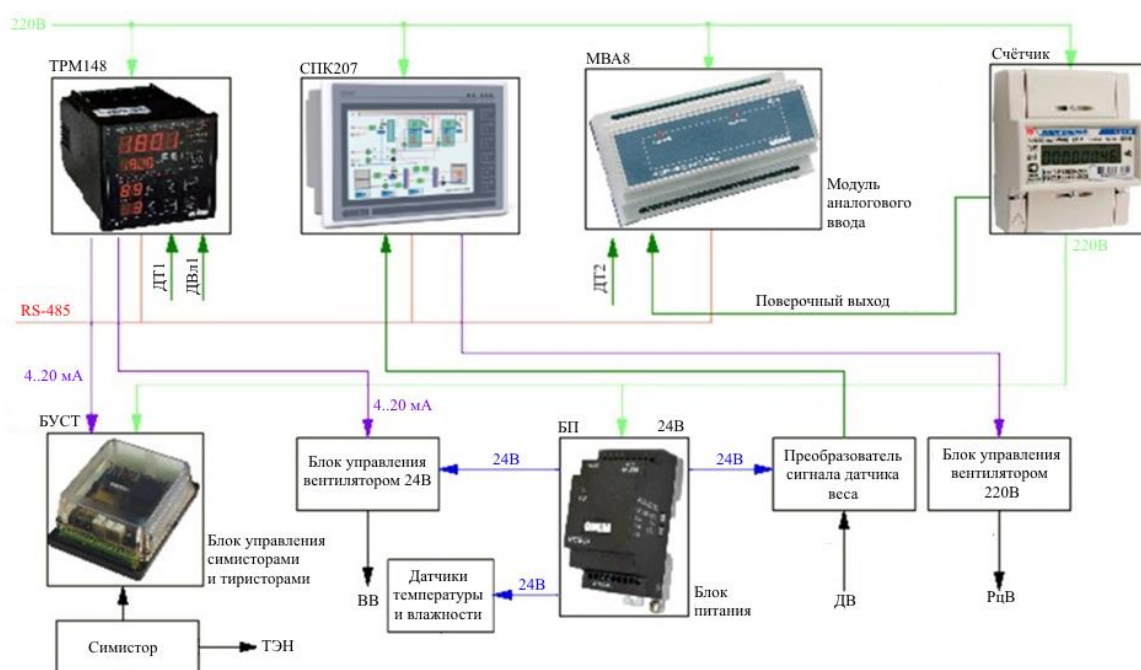 220В
ТРМ148
СПК207
МВА8
Счётчик
1801
Модуль
аналогового
ввода
220В
ДТ1
ДВл1
ДТ2
Поверочный выход
RS-485
4..20 мА
4..20 мА
БУСТ
БП
24В
Блок управления
вентилятором 24В
24В
24В
Преобразователь
сигнала датчика
веса
Блок управления
вентилятором
220В
Блок управления
симисторами
и тиристорами
ВВ
Датчики
температуры
и влажности
24В
Блок
питания
ДВ
РцВ
Симистор
ТЭН